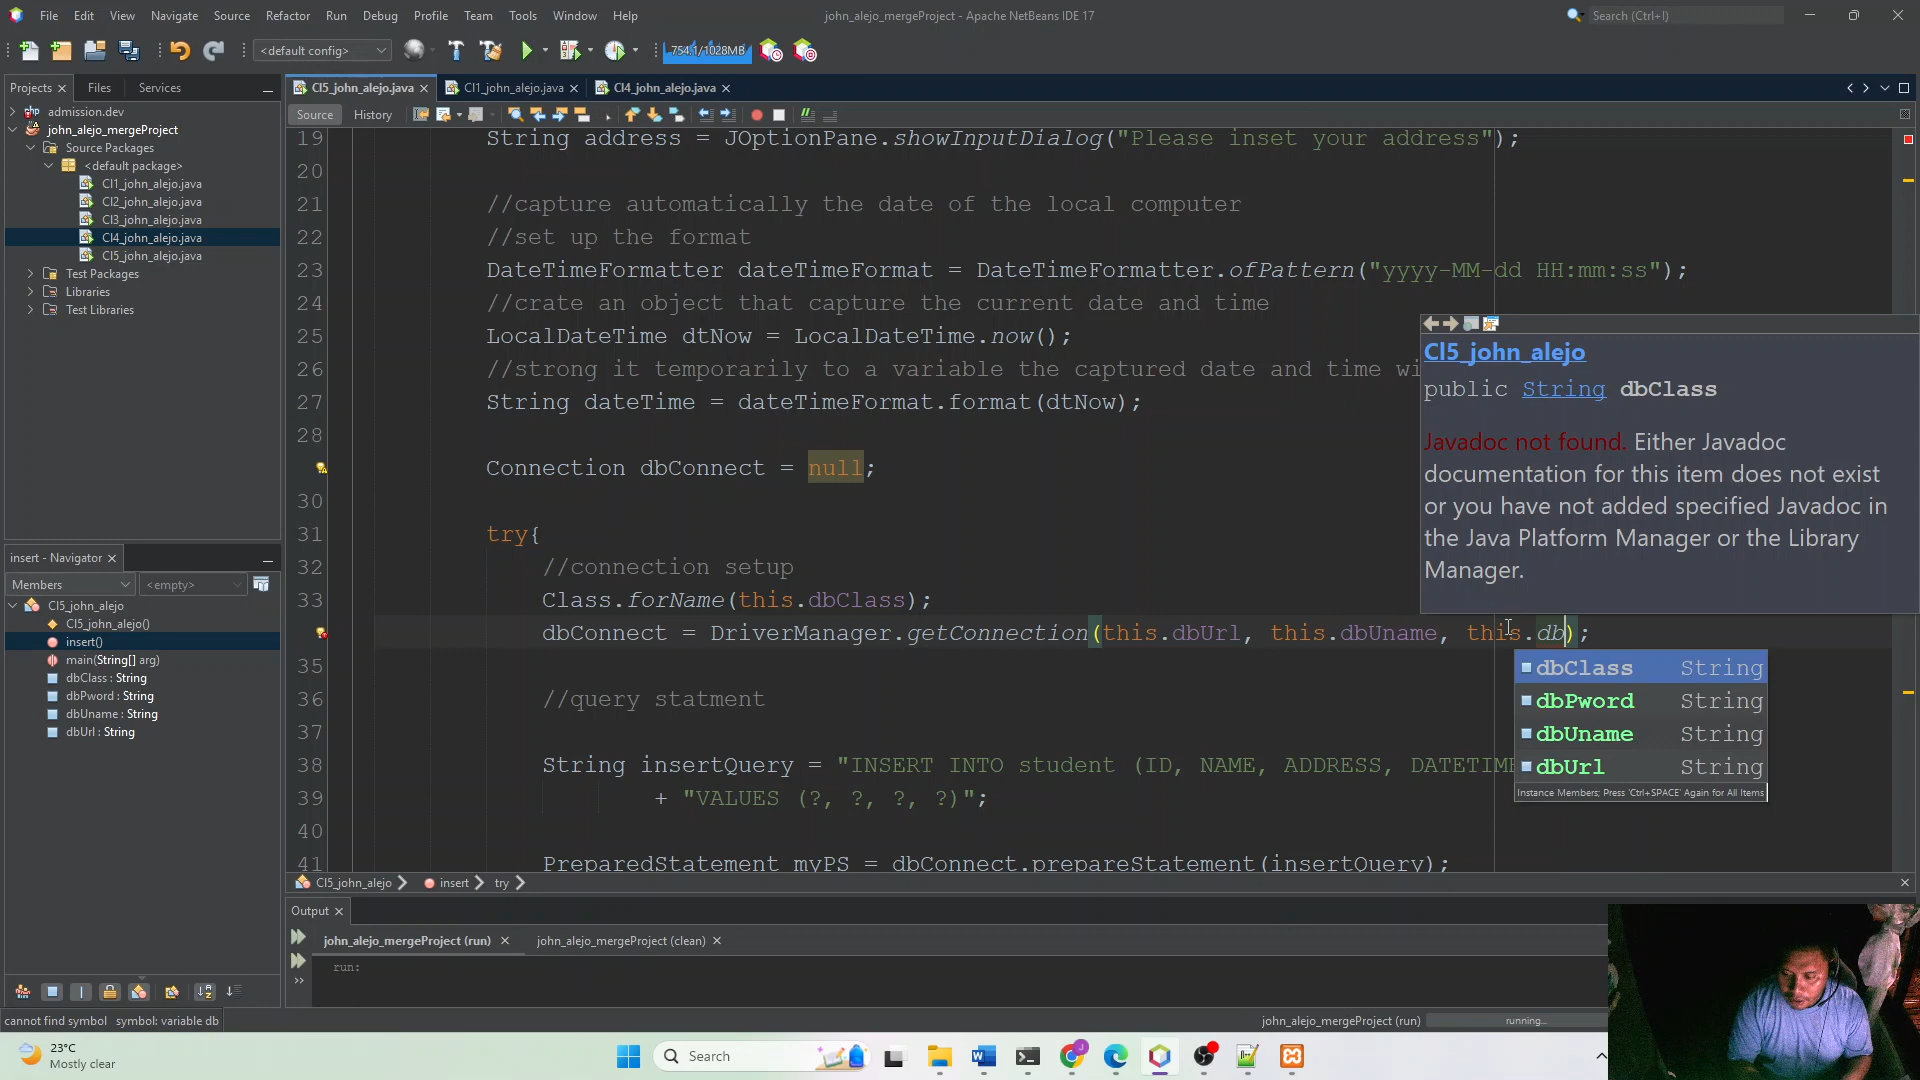 File Edit View Navigate Source Refactor Run Debug Profile Team Tools Window Help
john_alejo_mergeProject - Apache NetBeans IDE 17
Search (Ctrl+I)
<default config>
754.1/1028MB
Projects
Files
Services
admission.dev
john_alejo_mergeProject
Source Packages
<default package>
Cl1_john_alejo.java
Cl2_john_alejo.java
Cl3_john_alejo.java
Cl4_john_alejo.java
Cl5_john_alejo.java
Test Packages
Libraries
Test Libraries
insert - Navigator
Members
<empty>
Cl5_john_alejo
Cl5_john_alejo()
insert()
main(String[] arg)
dbClass : String
dbPword : String
dbUname : String
dbUrl : String
Cl5_john_alejo.java
Cl1_john_alejo.java
Cl4_john_alejo.java
Source
History
19 String address = JOptionPane.showInputDialog("Please inset your address");
20
21 //capture automatically the date of the local computer
22 //set up the format
23 DateTimeFormatter dateTimeFormat = DateTimeFormatter.ofPattern("yyyy-MM-dd HH:mm:ss");
24 //crate an object that capture the current date and time
25 LocalDateTime dtNow = LocalDateTime.now();
26 //strong it temporarily to a variable the captured date and time wi
27 String dateTime = dateTimeFormat.format(dtNow);
28
Connection dbConnect = null;
30
31 try{
32 //connection setup
33 Class.forName(this.dbClass);
dbConnect = DriverManager.getConnection(this.dbUrl, this.dbUname, this.db);
35
36 //query statment
37
38 String insertQuery = "INSERT INTO student (ID, NAME, ADDRESS, DATETIME
39 + "VALUES (?, ?, ?, ?)";
40
41 PreparedStatement myPS = dbConnect.prepareStatement(insertQuery);
Cl5_john_alejo
public String dbClass
Javadoc not found. Either Javadoc
documentation for this item does not exist
or you have not added specified Javadoc in
the Java Platform Manager or the Library
Manager.
dbClass String
dbPword String
dbUname String
dbUrl String
Instance Members; Press 'Ctrl+SPACE' Again for All Items
Cl5_john_alejo insert try
Output
john_alejo_mergeProject (run)
john_alejo_mergeProject (clean)
run:
cannot find symbol symbol: variable db
john_alejo_mergeProject (run)
running...
23°C
Mostly clear
Search